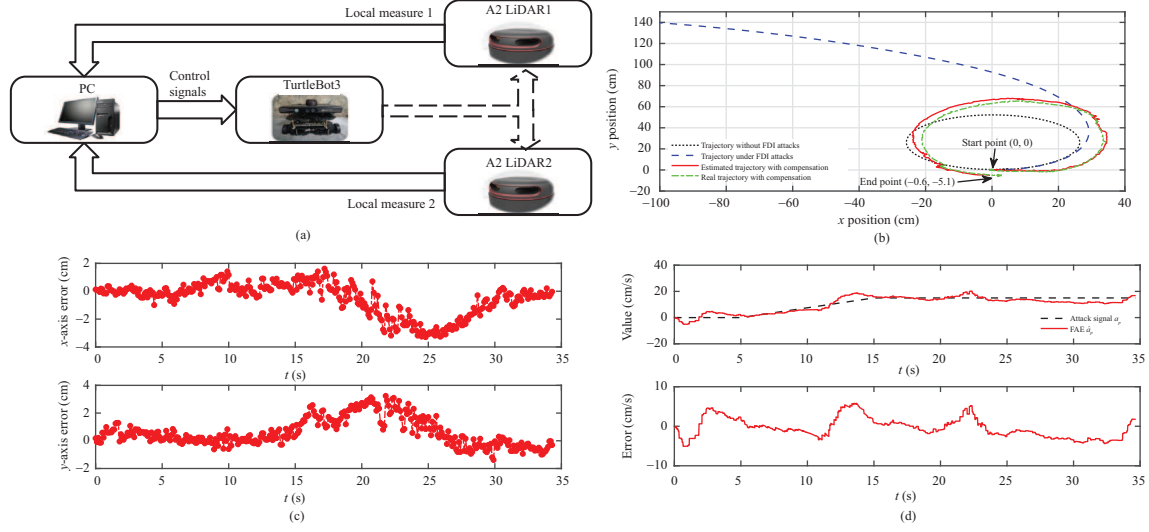 (a)
Local measure 1
A2 LiDAR1
PC
Control
signals
TurtleBot3
A2 LiDAR2
Local measure 2
140
120
100
80
60
40
20
0
−20
y position (cm)
Start point (0, 0)
Trajectory without FDI attacks
Trajectory under FDI attacks
Estimated trajectory with compensation
Real trajectory with compensation
End point (−0.6, −5.1)
−100 −80 −60 −40 −20 0 20 40
x position (cm)
(b)
2
0
−2
−4
x-axis error (cm)
0 5 10 15 20 25 30 35
t (s)
4
2
0
−2
y-axis error (cm)
0 5 10 15 20 25 30 35
t (s)
(c)
40
20
0
−20
Value (cm/s)
Attack signal aₚ
FAE âₚ
0 5 10 15 20 25 30 35
t (s)
10
0
−10
Error (cm/s)
0 5 10 15 20 25 30 35
t (s)
(d)